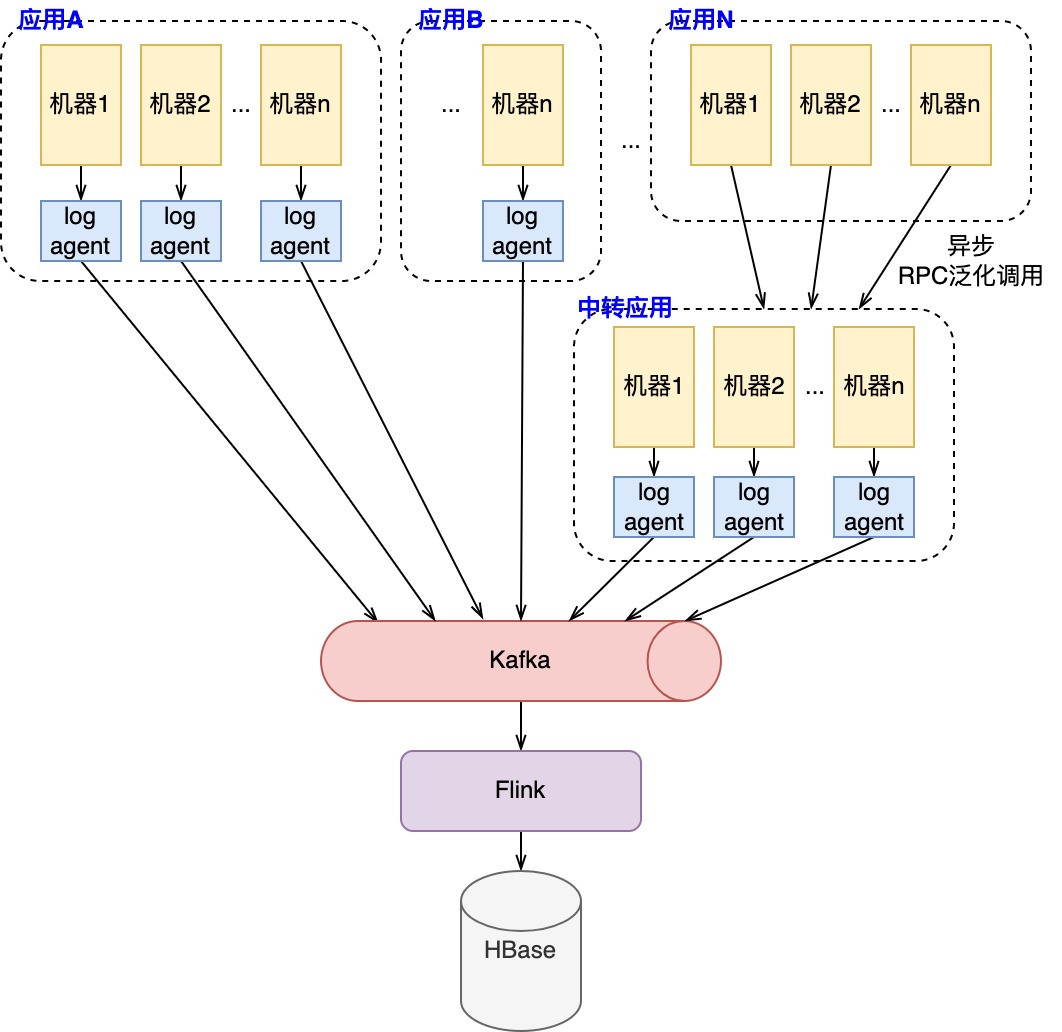 应用A
机器1
机器2
...
机器n
log
agent
log
agent
log
agent
应用B
...
机器n
log
agent
...
应用N
机器1
机器2
...
机器n
异步
RPC泛化调用
中转应用
机器1
机器2
...
机器n
log
agent
log
agent
log
agent
Kafka
Flink
HBase